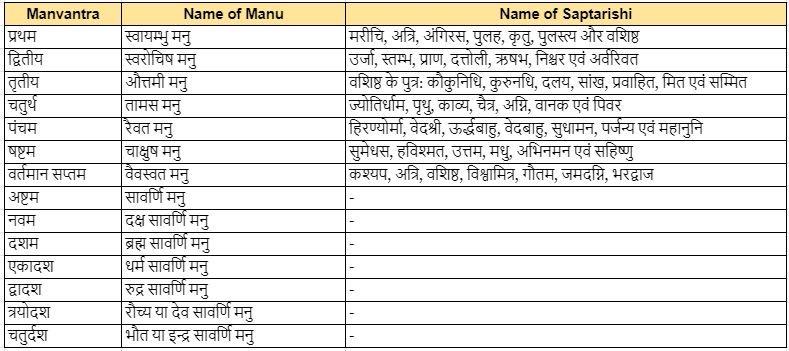 Manvantra Name of Manu Name of Saptarishi
प्रथम स्वायम्भु मनु मरीचि, अत्रि, अंगिरस, पुलह, कृतु, पुलस्त्य और वशिष्ठ
द्वितीय स्वरोचिष मनु उर्जा, स्तम्भ, प्राण, दत्तोली, ऋषभ, निश्चर एवं अर्वरिवत
तृतीय औत्तमी मनु वशिष्ठ के पुत्र: कौकुनिधि, कुरुनधि, दलय, सांख, प्रवाहित, मित एवं सम्मित
चतुर्थ तामस मनु ज्योतिर्धाम, पृथु, काव्य, चैत्र, अग्नि, वानक एवं पिवर
पंचम रैवत मनु हिरण्योर्मा, वेदश्री, ऊर्द्धबाहु, वेदबाहु, सुधामन, पर्जन्य एवं महानुनि
षष्टम चाक्षुष मनु सुमेधस, हविश्मत, उत्तम, मधु, अभिनमन एवं सहिष्णु
वर्तमान सप्तम वैवस्वत मनु कश्यप, अत्रि, वशिष्ठ, विश्वामित्र, गौतम, जमदग्नि, भरद्वाज
अष्टम सावर्णि मनु -
नवम दक्ष सावर्णि मनु -
दशम ब्रह्म सावर्णि मनु -
एकादश धर्म सावर्णि मनु -
द्वादश रुद्र सावर्णि मनु -
त्रयोदश रौच्य या देव सावर्णि मनु -
चतुर्दश भौत या इन्द्र सावर्णि मनु -